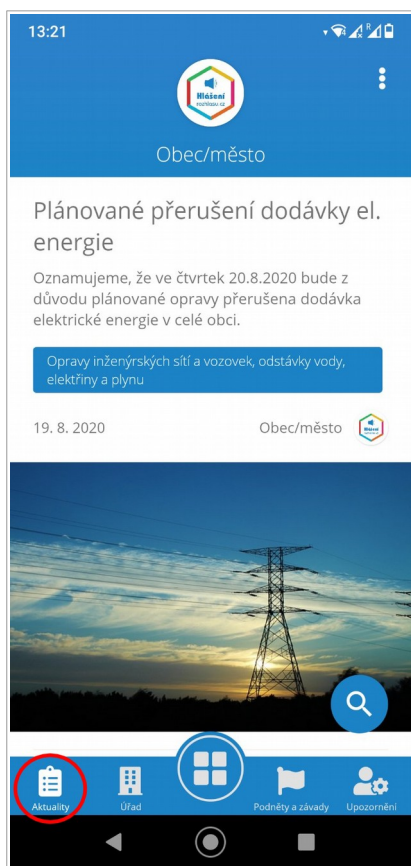 13:21
Hlášení
rozhlasu.cz
Obec/město
Plánované přerušení dodávky el.
energie
Oznamujeme, že ve čtvrtek 20.8.2020 bude z
důvodu plánované opravy přerušena dodávka
elektrické energie v celé obci.
Opravy inženýrských sítí a vozovek, odstávky vody,
elektřiny a plynu
19. 8. 2020 Obec/město
Aktuality Úřad Podněty a závady Upozornění